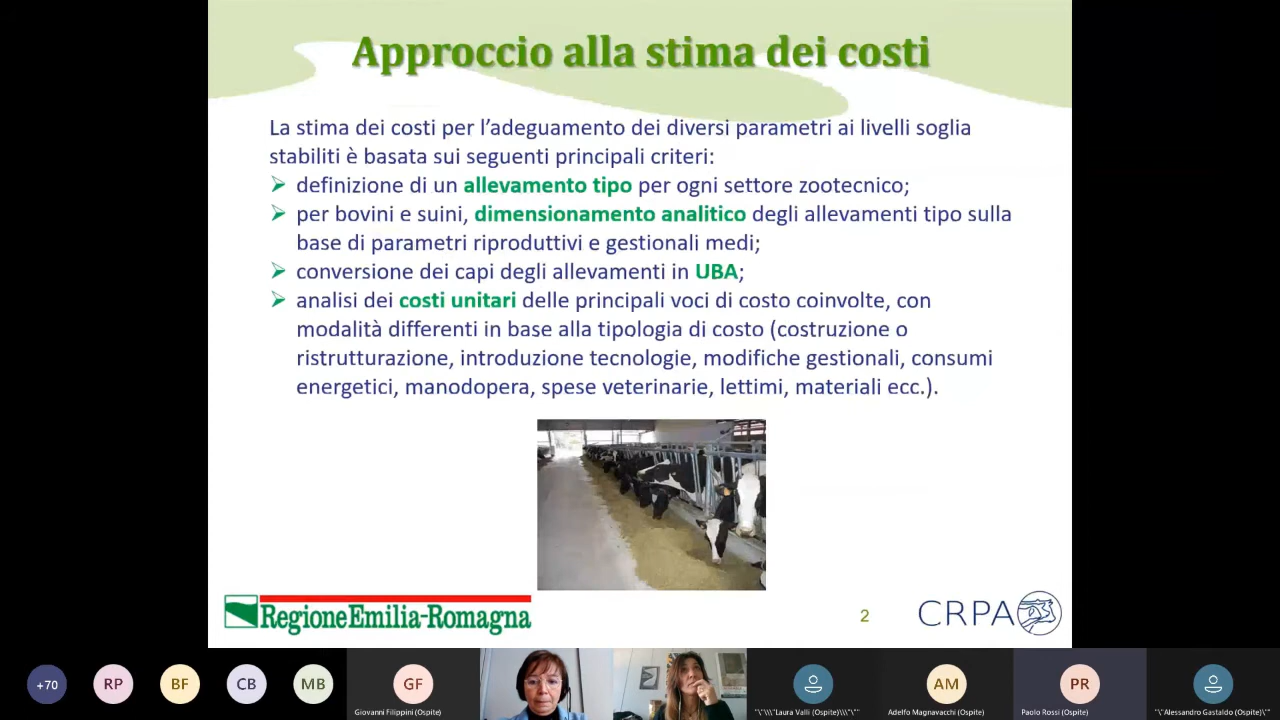 Approccio alla stima dei costi
La stima dei costi per l’adeguamento dei diversi parametri ai livelli soglia
stabiliti è basata sui seguenti principali criteri:
definizione di un allevamento tipo per ogni settore zootecnico;
per bovini e suini, dimensionamento analitico degli allevamenti tipo sulla
base di parametri riproduttivi e gestionali medi;
conversione dei capi degli allevamenti in UBA;
analisi dei costi unitari delle principali voci di costo coinvolte, con
modalità differenti in base alla tipologia di costo (costruzione o
ristrutturazione, introduzione tecnologie, modifiche gestionali, consumi
energetici, manodopera, spese veterinarie, lettimi, materiali ecc.).
RegioneEmilia-Romagna
2
CRPA
+70
RP
BF
CB
MB
GF
AM
PR
Giovanni Filippini (Ospite)
"\"\\\"Laura Valli (Ospite)\\\"\""
Adelfo Magnavacchi (Ospite)
Paolo Rossi (Ospite)
"\"Alessandro Gastaldo (Ospite)\"